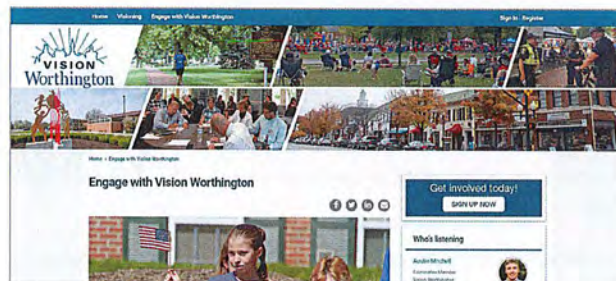 Home Visioning Engage with Vision Worthington Sign In Register
VISION
Worthington
Home » Engage with Vision Worthington
Engage with Vision Worthington
Get involved today!
SIGN UP NOW
Who's listening
Austin Mitchell